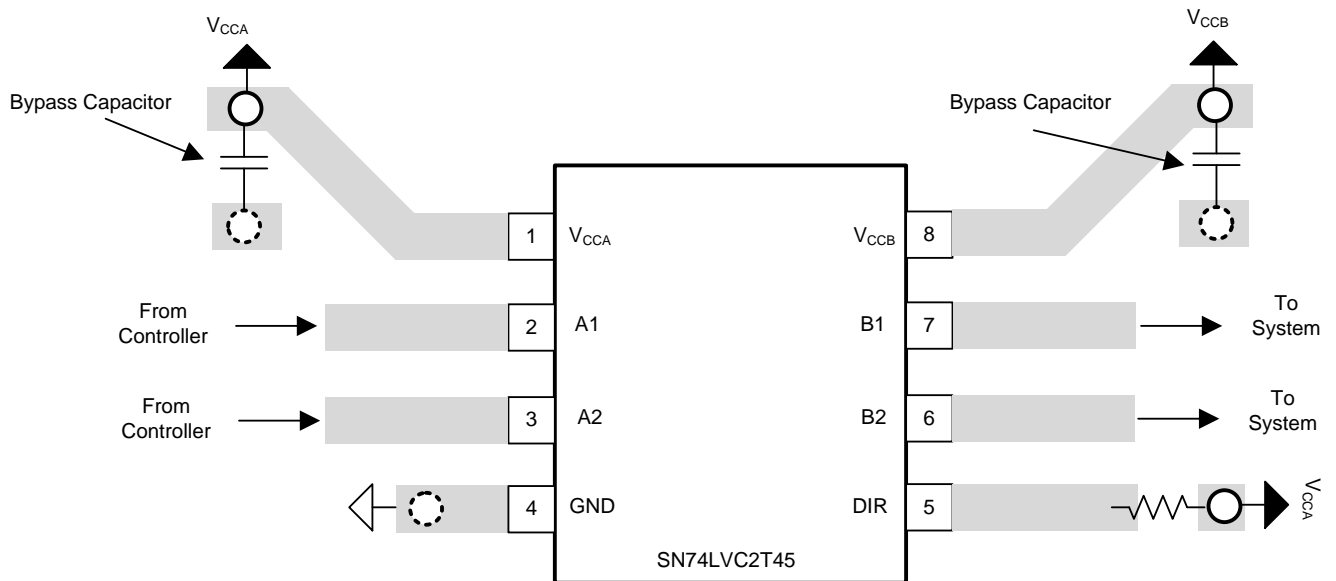 VCCA
VCCB
Bypass Capacitor
Bypass Capacitor
1
VCCA
VCCB
8
From
Controller
2
A1
B1
7
To
System
From
Controller
3
A2
B2
6
To
System
4
GND
DIR
5
VCCA
SN74LVC2T45